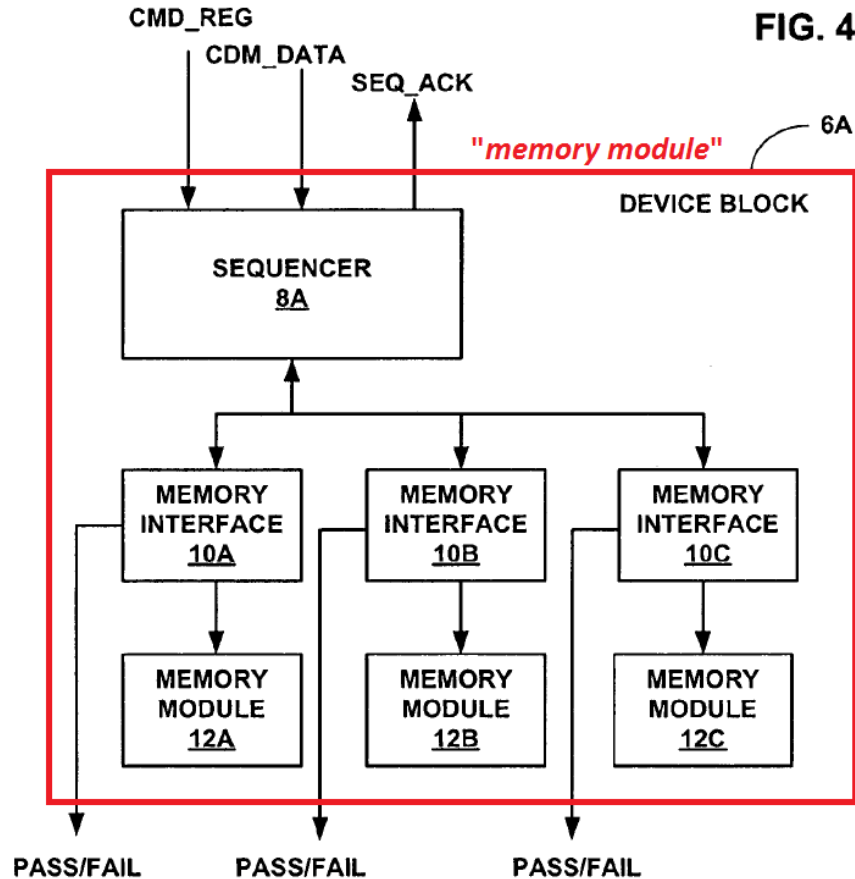 FIG. 4
CMD_REG
CDM_DATA
SEQ_ACK
6A
"memory module"
DEVICE BLOCK
SEQUENCER
8A
MEMORY
INTERFACE
10A
MEMORY
INTERFACE
10B
MEMORY
INTERFACE
10C
MEMORY
MODULE
12A
MEMORY
MODULE
12B
MEMORY
MODULE
12C
PASS/FAIL
PASS/FAIL
PASS/FAIL